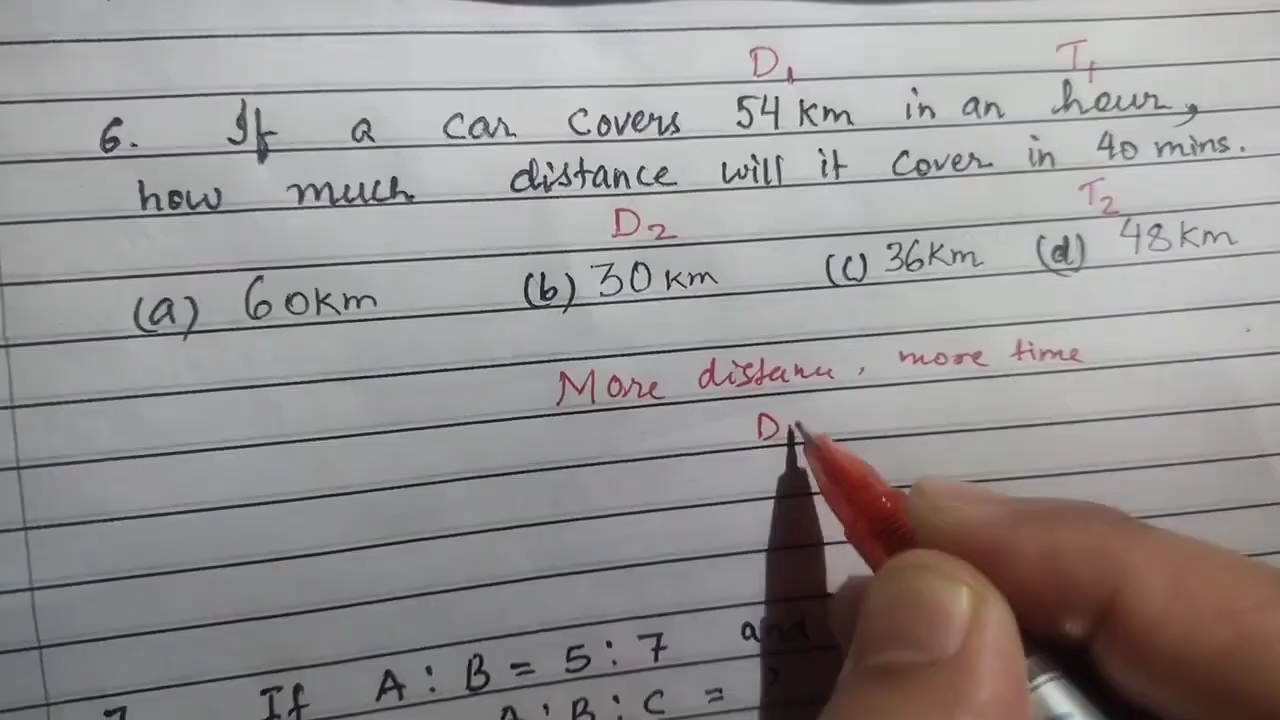 D1 T1
6. If a car covers 54 km in an hour,
how much distance will it cover in 40 mins.
D2 T2
(a) 60km (b) 30 km (c) 36km (d) 48km
More distance, more time
D1
If A : B = 5 : 7 and
A : B : C = ?